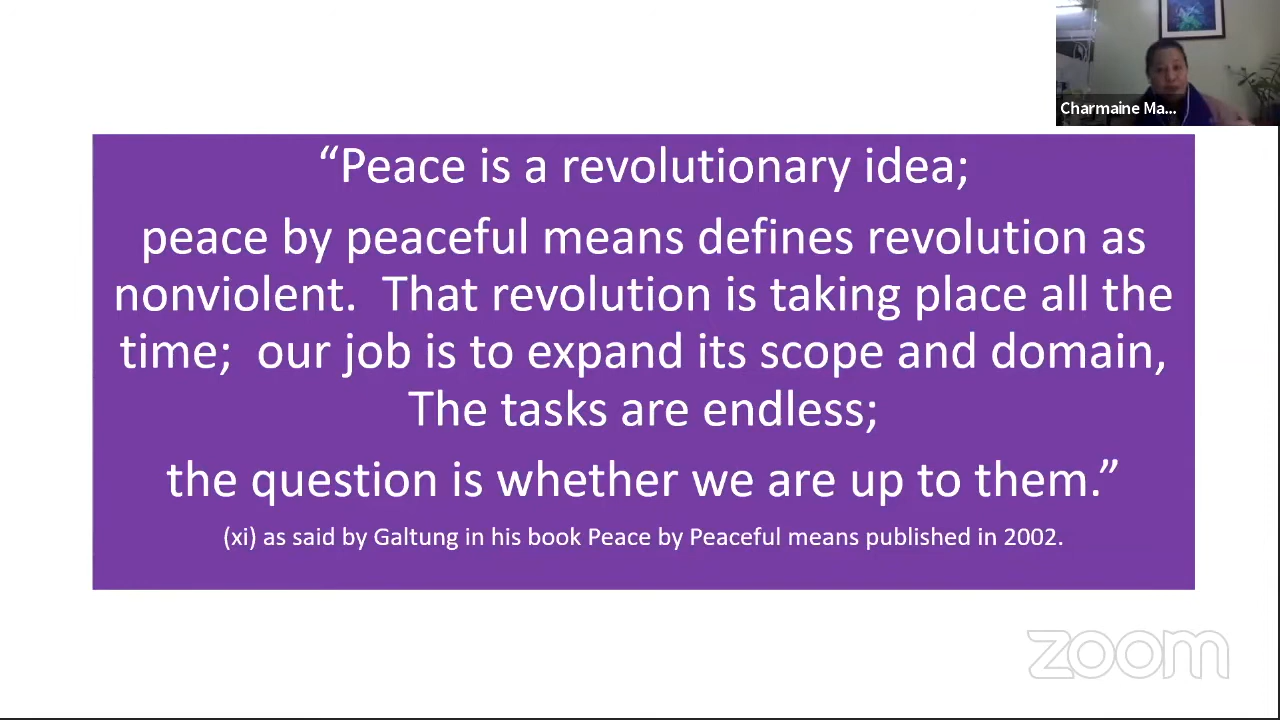 Charmaine Ma...
“Peace is a revolutionary idea;
peace by peaceful means defines revolution as
nonviolent.  That revolution is taking place all the
time;  our job is to expand its scope and domain,
The tasks are endless;
the question is whether we are up to them.”
(xi) as said by Galtung in his book Peace by Peaceful means published in 2002.
zoom